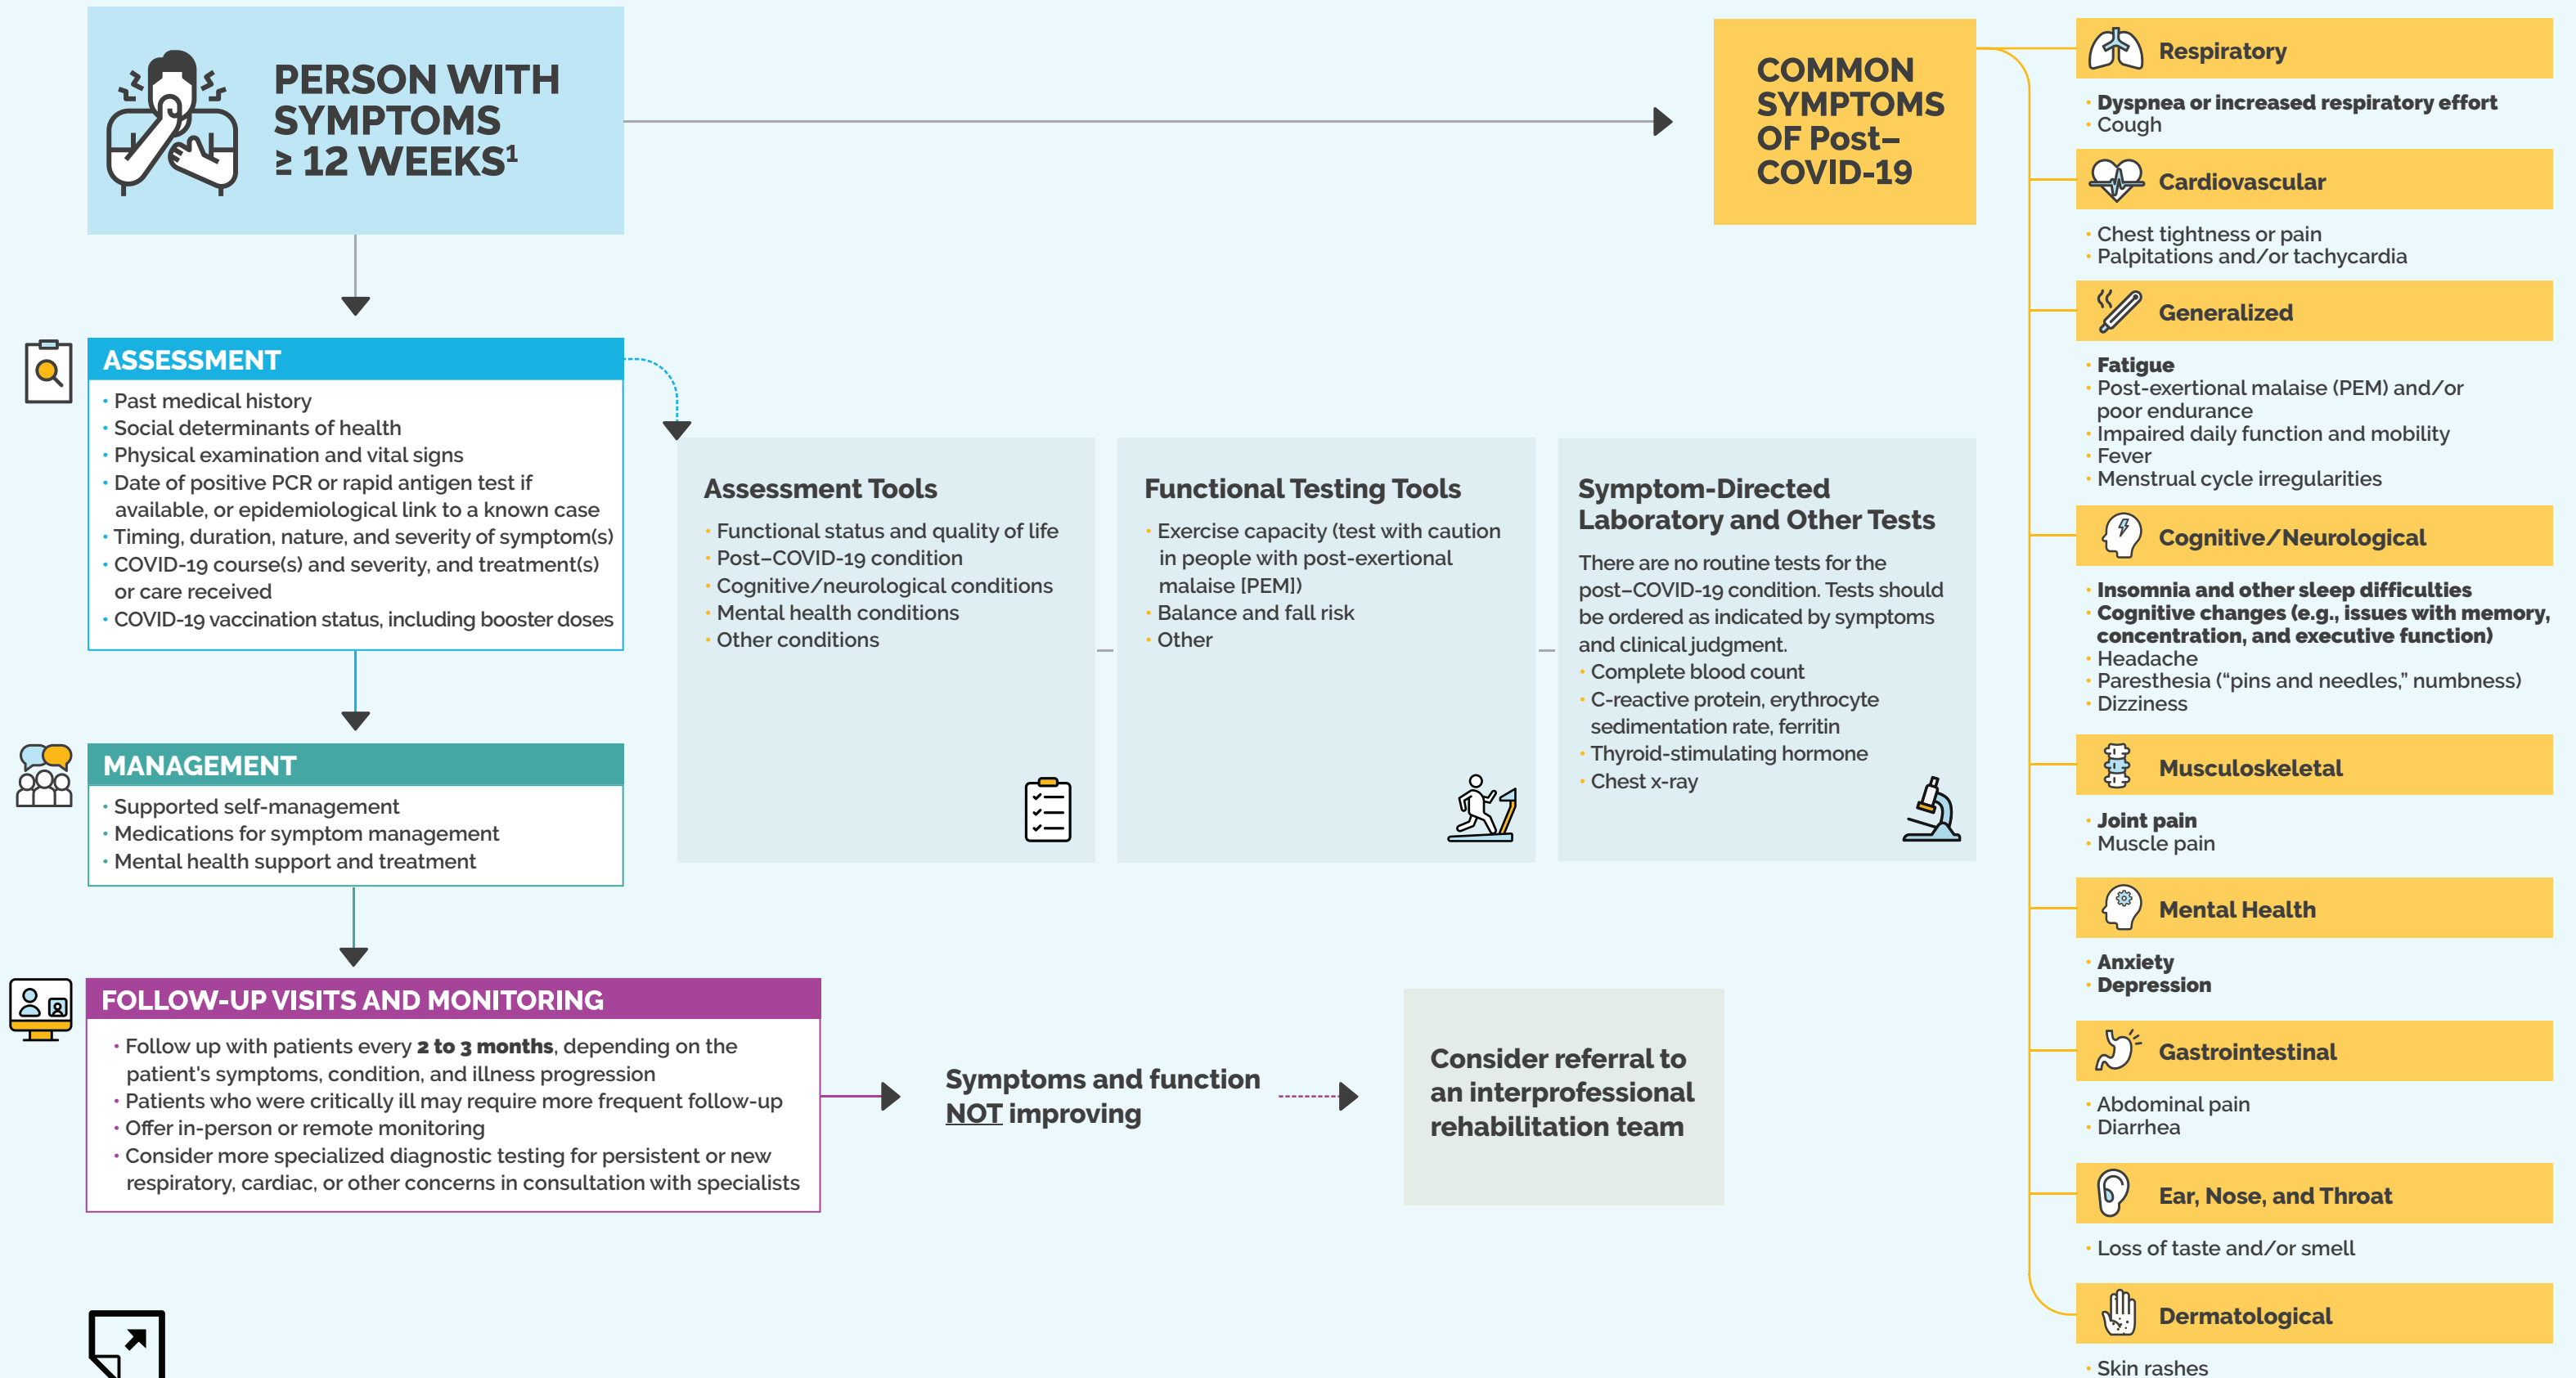 PERSON WITH
SYMPTOMS
≥ 12 WEEKS¹
COMMON
SYMPTOMS
OF Post–
COVID-19
ASSESSMENT
• Past medical history
• Social determinants of health
• Physical examination and vital signs
• Date of positive PCR or rapid antigen test if
available, or epidemiological link to a known case
• Timing, duration, nature, and severity of symptom(s)
• COVID-19 course(s) and severity, and treatment(s)
or care received
• COVID-19 vaccination status, including booster doses
Assessment Tools
• Functional status and quality of life
• Post–COVID-19 condition
• Cognitive/neurological conditions
• Mental health conditions
• Other conditions
Functional Testing Tools
• Exercise capacity (test with caution
in people with post-exertional
malaise [PEM])
• Balance and fall risk
• Other
Symptom-Directed
Laboratory and Other Tests
There are no routine tests for the
post–COVID-19 condition. Tests should
be ordered as indicated by symptoms
and clinical judgment.
• Complete blood count
• C-reactive protein, erythrocyte
sedimentation rate, ferritin
• Thyroid-stimulating hormone
• Chest x-ray
MANAGEMENT
• Supported self-management
• Medications for symptom management
• Mental health support and treatment
FOLLOW-UP VISITS AND MONITORING
• Follow up with patients every 2 to 3 months, depending on the
patient's symptoms, condition, and illness progression
• Patients who were critically ill may require more frequent follow-up
• Offer in-person or remote monitoring
• Consider more specialized diagnostic testing for persistent or new
respiratory, cardiac, or other concerns in consultation with specialists
Symptoms and function
NOT improving
Consider referral to
an interprofessional
rehabilitation team
Respiratory
• Dyspnea or increased respiratory effort
• Cough
Cardiovascular
• Chest tightness or pain
• Palpitations and/or tachycardia
Generalized
• Fatigue
• Post-exertional malaise (PEM) and/or
poor endurance
• Impaired daily function and mobility
• Fever
• Menstrual cycle irregularities
Cognitive/Neurological
• Insomnia and other sleep difficulties
• Cognitive changes (e.g., issues with memory,
concentration, and executive function)
• Headache
• Paresthesia (“pins and needles,” numbness)
• Dizziness
Musculoskeletal
• Joint pain
• Muscle pain
Mental Health
• Anxiety
• Depression
Gastrointestinal
• Abdominal pain
• Diarrhea
Ear, Nose, and Throat
• Loss of taste and/or smell
Dermatological
• Skin rashes